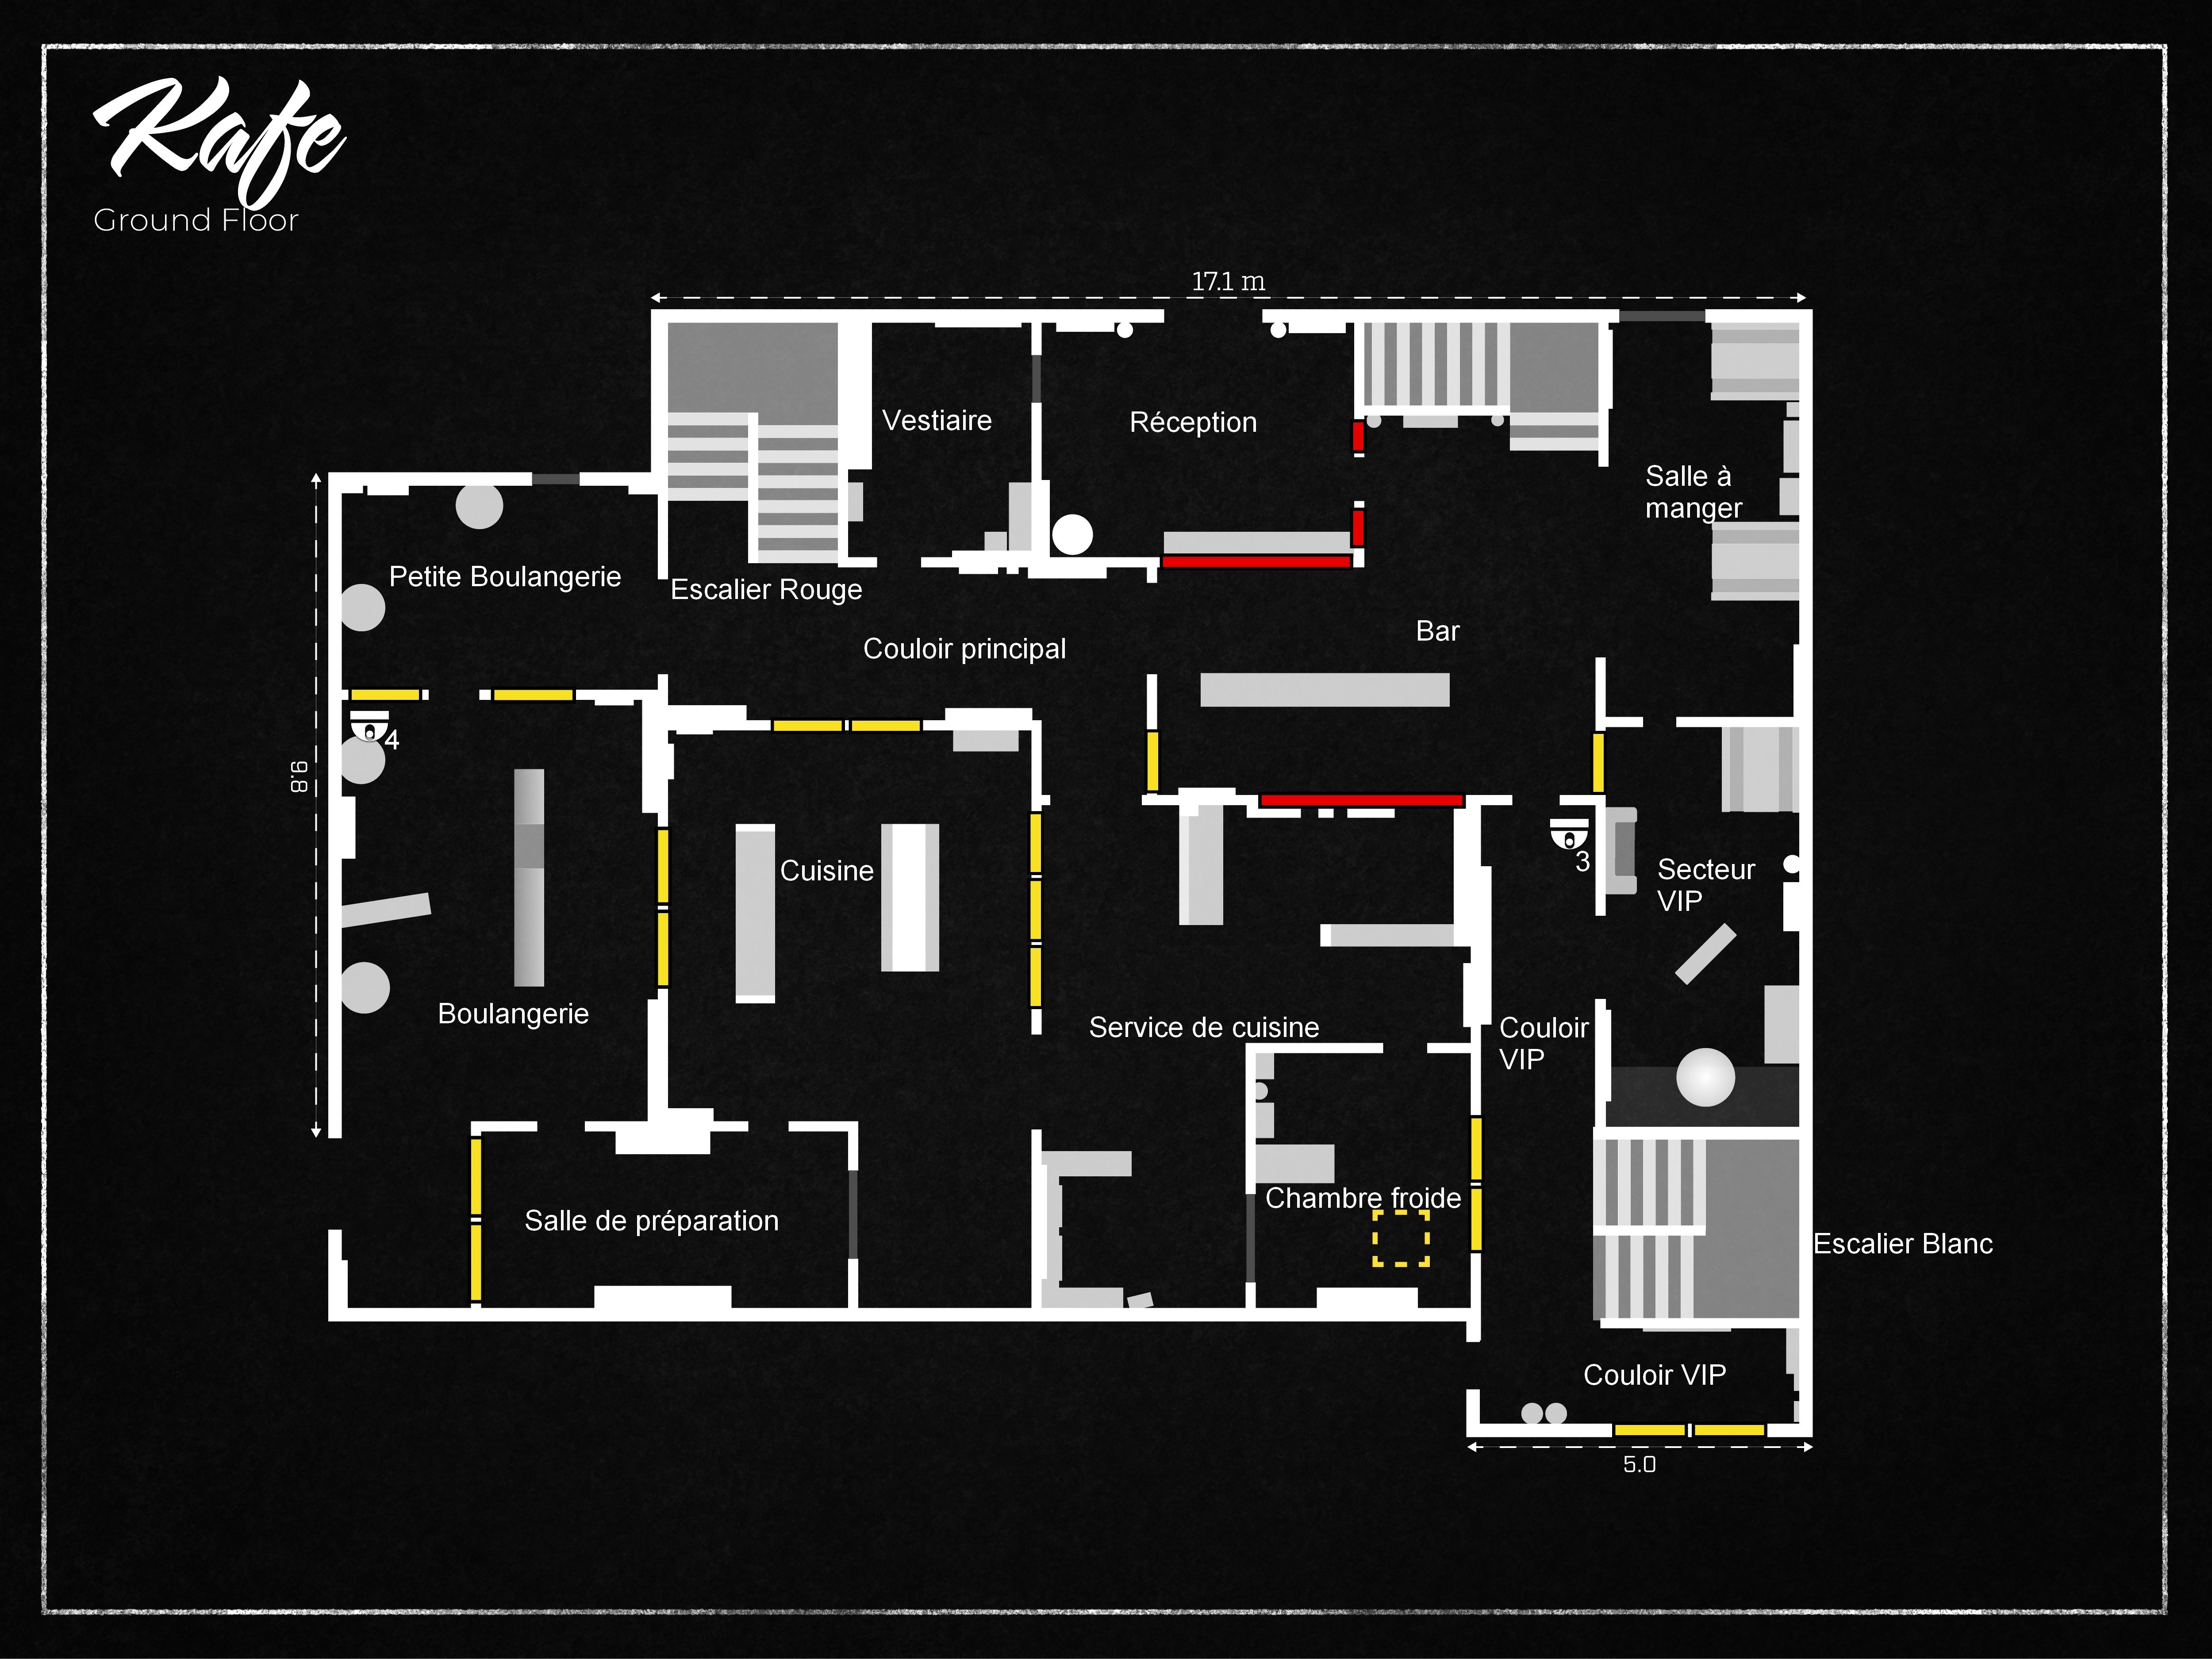 Kafe
Ground Floor
17.1 m
Vestiaire
Réception
Salle à
manger
Petite Boulangerie
Escalier Rouge
Couloir principal
Bar
9.8
4
Cuisine
3
Secteur
VIP
Boulangerie
Service de cuisine
Couloir
VIP
Salle de préparation
Chambre froide
Escalier Blanc
Couloir VIP
5.0